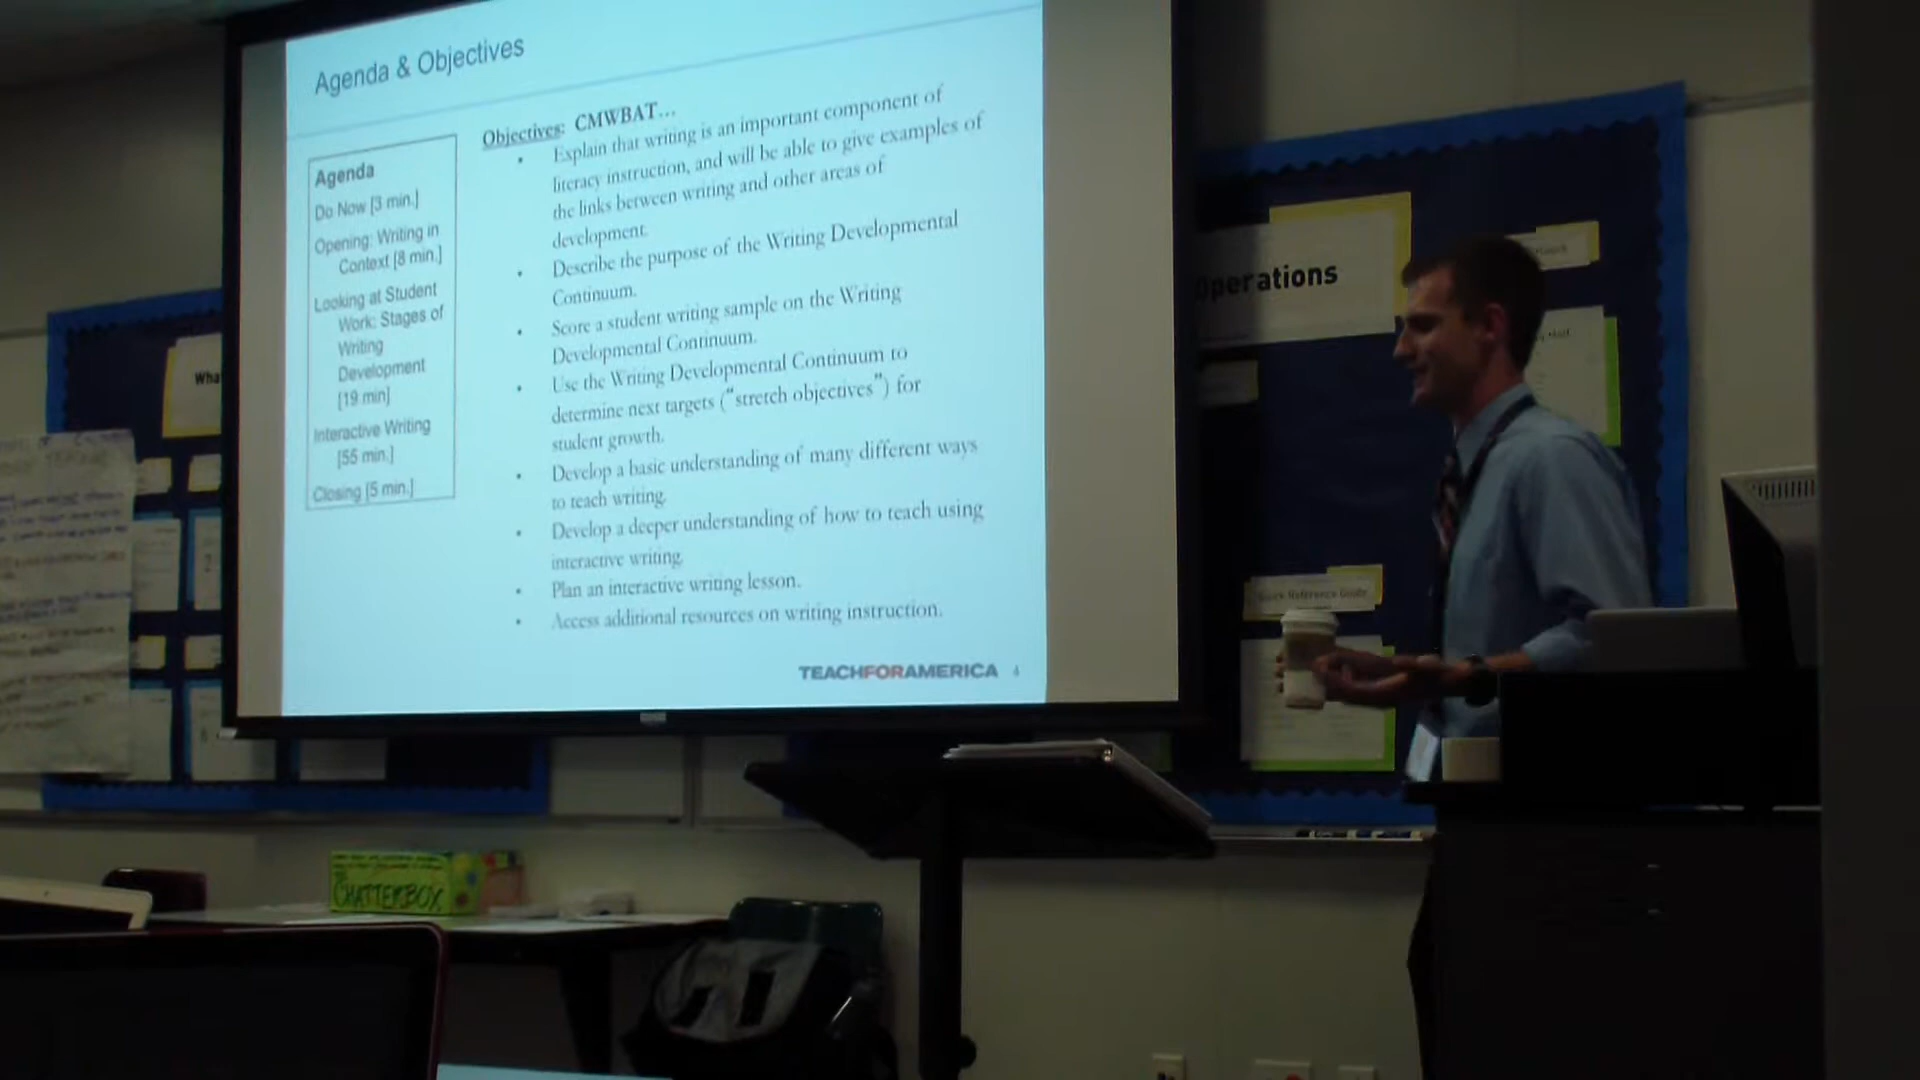 Agenda & Objectives
Agenda
Do Now [3 min.]
Opening: Writing in
Context [8 min.]
Looking at Student
Work: Stages of
Writing
Development
[19 min]
Interactive Writing
[55 min.]
Closing [5 min.]
Objectives: CMWBAT…
• Explain that writing is an important component of
literacy instruction, and will be able to give examples of
the links between writing and other areas of
development.
• Describe the purpose of the Writing Developmental
Continuum.
• Score a student writing sample on the Writing
Developmental Continuum.
• Use the Writing Developmental Continuum to
determine next targets (“stretch objectives”) for
student growth.
• Develop a basic understanding of many different ways
to teach writing.
• Develop a deeper understanding of how to teach using
interactive writing.
• Plan an interactive writing lesson.
• Access additional resources on writing instruction.
TEACHFORAMERICA 4
Wha
Operations
Quick Reference Guide
CHATTERBOX